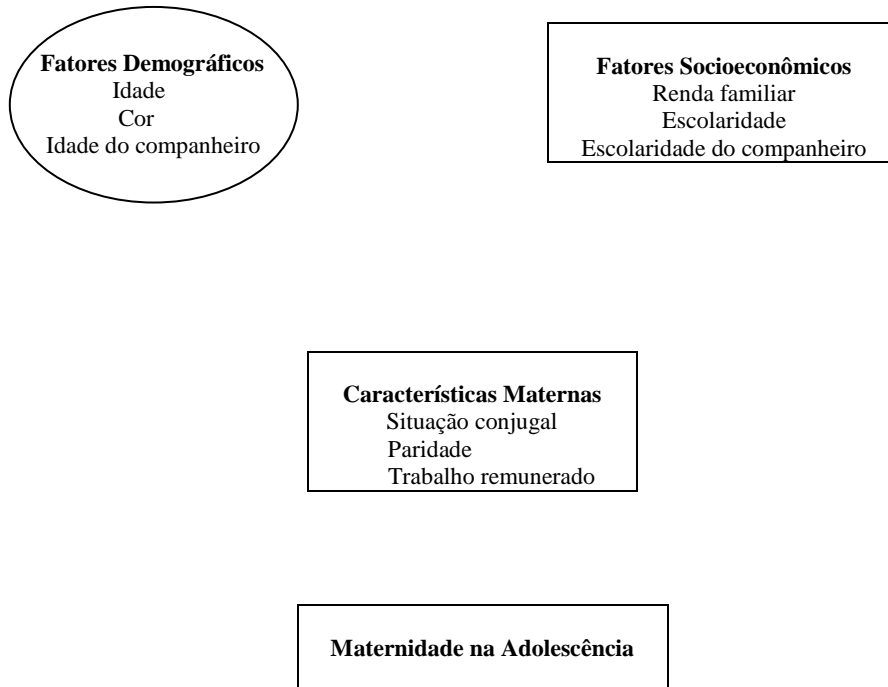 Fatores Demográficos
Idade
Cor
Idade do companheiro
Fatores Socioeconômicos
Renda familiar
Escolaridade
Escolaridade do companheiro
Características Maternas
Situação conjugal
Paridade
Trabalho remunerado
Maternidade na Adolescência